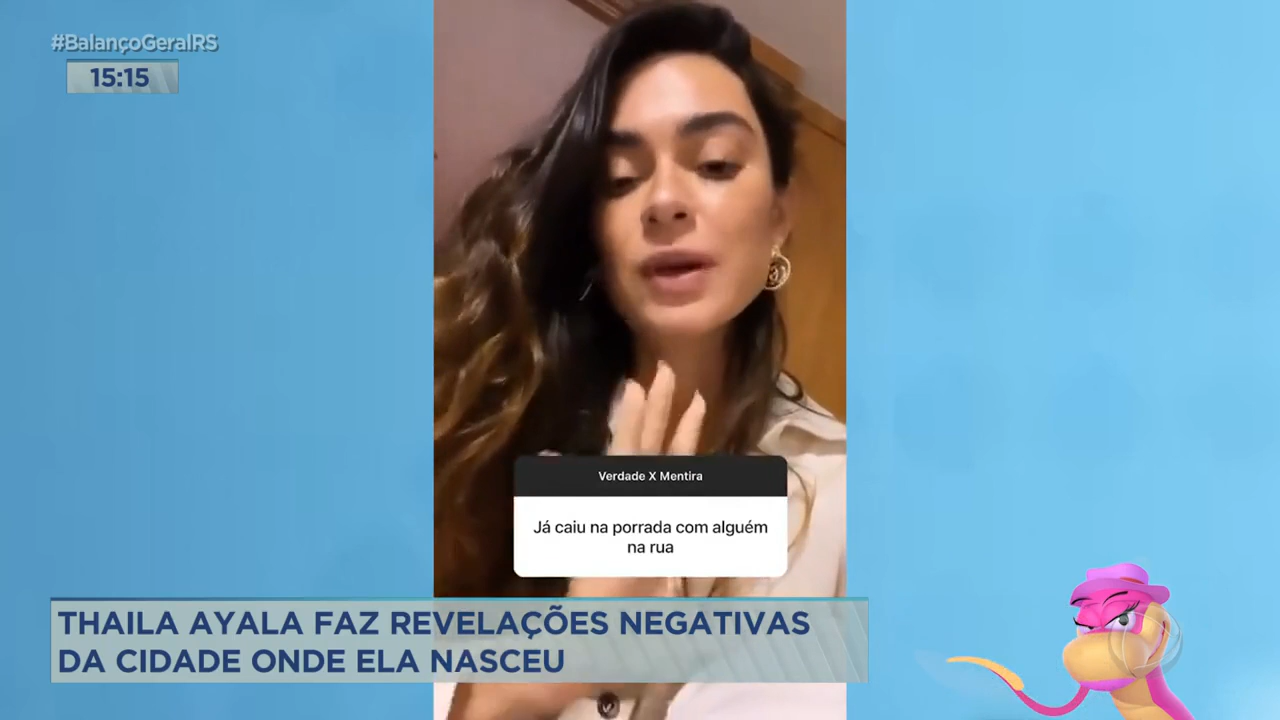 #BalançoGeralRS
15:15
Verdade X Mentira
Já caiu na porrada com alguém
na rua
THAILA AYALA FAZ REVELAÇÕES NEGATIVAS
DA CIDADE ONDE ELA NASCEU